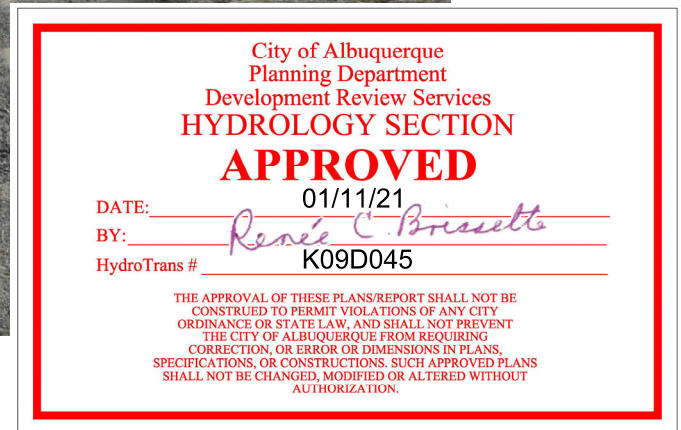 City of Albuquerque
Planning Department
Development Review Services
HYDROLOGY SECTION
APPROVED
DATE: 01/11/21
BY: Renée C. Brissette
HydroTrans # K09D045
THE APPROVAL OF THESE PLANS/REPORT SHALL NOT BE
CONSTRUED TO PERMIT VIOLATIONS OF ANY CITY
ORDINANCE OR STATE LAW, AND SHALL NOT PREVENT
THE CITY OF ALBUQUERQUE FROM REQUIRING
CORRECTION, OR ERROR OR DIMENSIONS IN PLANS,
SPECIFICATIONS, OR CONSTRUCTIONS. SUCH APPROVED PLANS
SHALL NOT BE CHANGED, MODIFIED OR ALTERED WITHOUT
AUTHORIZATION.